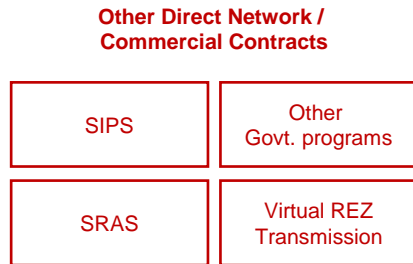 Other Direct Network /
Commercial Contracts
SIPS
Other
Govt. programs
SRAS
Virtual REZ
Transmission